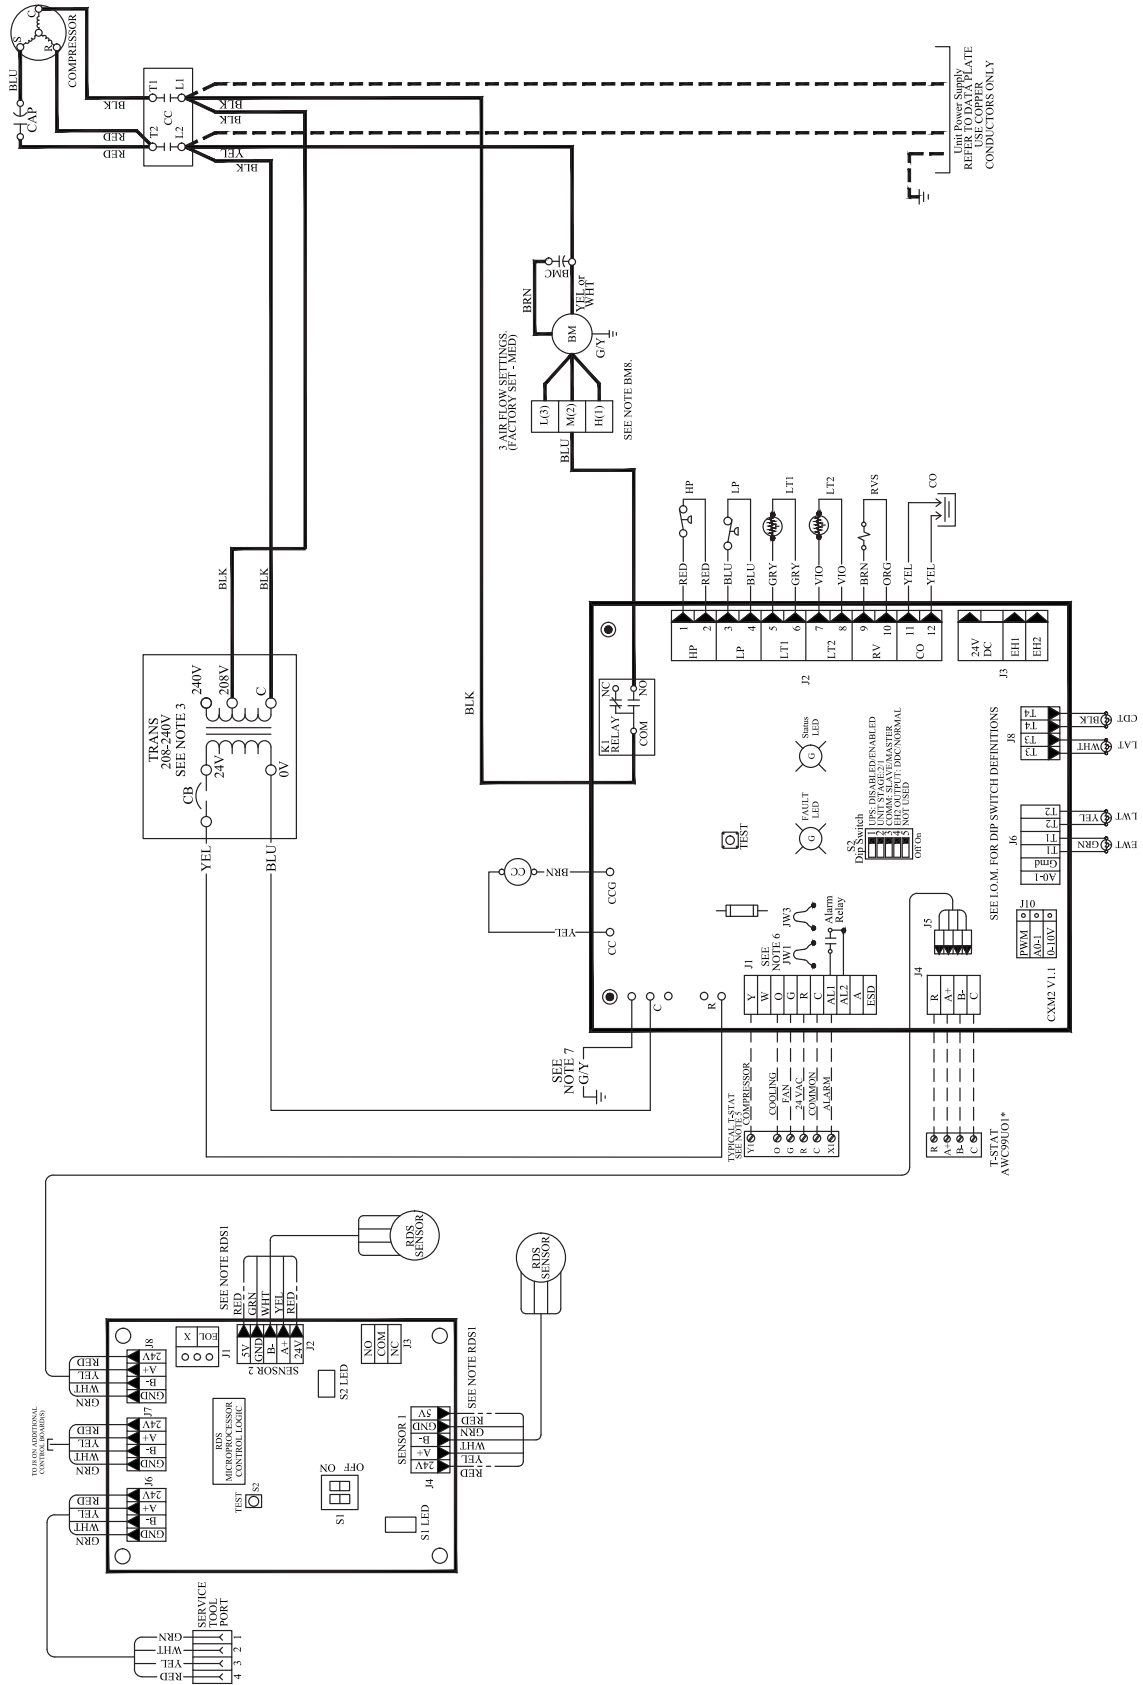 COMPRESSOR
C
S
R
BLU
CAP
RED
RED
BLK
T1
L1
CC
T2
L2
BLK
BLK
YEL
BLK
Unit Power Supply
REFER TO DATA PLATE
USE COPPER
CONDUCTORS ONLY
BMC
BRN
YEL or
WHT
BM
G/Y
3 AIR FLOW SETTINGS.
(FACTORY SET - MED)
L(3)
M(2)
H(1)
SEE NOTE BM8.
BLU
BLK
BLK
BLK
TRANS
208-240V
SEE NOTE 3
240V
208V
C
24V
0V
CB
YEL
BLU
HP
LP
LT1
LT2
RVS
CO
RED
RED
BLU
BLU
GRY
GRY
VIO
VIO
BRN
ORG
YEL
YEL
1
2
3
4
5
6
7
8
9
10
11
12
HP
LP
LT1
LT2
RV
CO
J2
24V
DC
EH1
EH2
J3
K1
RELAY
NC
NO
COM
Status
LED
G
FAULT
LED
G
TEST
S2
Dip Switch
1
2
3
4
5
UPS: DISABLED/ENABLED
UNIT STAGE:2/1
COMM: SLAVE/MASTER
EH2 OUTPUT: DDC/NORMAL
NOT USED
Off On
SEE I.O.M. FOR DIP SWITCH DEFINITIONS
J8
T4
T4
T3
T3
BLK
WHT
CDT
LAT
J6
T2
T2
T1
T1
Grnd
A0-1
YEL
GRN
LWT
EWT
J10
PWM
A0-1
0-10V
CXM2 V1.1
CC
BRN
YEL
CCG
CC
JW3
JW1
SEE
NOTE 6
Alarm
Relay
J1
Y
W
O
G
R
C
AL1
AL2
A
ESD
J5
J4
R
A+
B-
C
C
R
SEE
NOTE 7
G/Y
TYPICAL T-STAT
SEE NOTE 5
COMPRESSOR
COOLING
FAN
24 VAC
COMMON
ALARM
Y1
O
G
R
C
X1
R
A+
B-
C
T-STAT
AWC99UO1*
RDS
SENSOR
RDS
SENSOR
SEE NOTE RDS1
RED
GRN
WHT
YEL
RED
5V
GND
B-
A+
24V
SENSOR 2
J2
X
EOL
J1
NO
COM
NC
J3
S2 LED
SEE NOTE RDS1
SENSOR 1
5V
GND
B-
A+
24V
J4
RED
GRN
WHT
YEL
RED
RDS
MICROPROCESSOR
CONTROL LOGIC
TEST
S2
ON
OFF
S1
S1 LED
J8
24V
A+
B-
GND
RED
YEL
WHT
GRN
TO J8 ON ADDITIONAL
CONTROL BOARD(S)
J7
24V
A+
B-
GND
RED
YEL
WHT
GRN
J6
24V
A+
B-
GND
RED
YEL
WHT
GRN
SERVICE
TOOL
PORT
GRN
WHT
YEL
RED
1
2
3
4